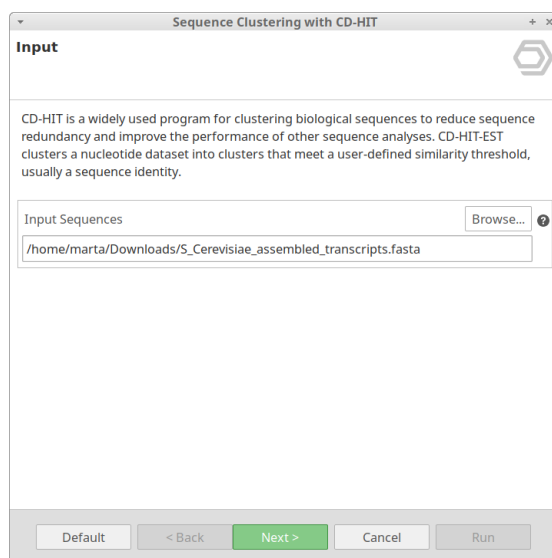 Sequence Clustering with CD-HIT
Input
CD-HIT is a widely used program for clustering biological sequences to reduce sequence
redundancy and improve the performance of other sequence analyses. CD-HIT-EST
clusters a nucleotide dataset into clusters that meet a user-defined similarity threshold,
usually a sequence identity.
Input Sequences
Browse...
?
/home/marta/Downloads/S_Cerevisiae_assembled_transcripts.fasta
Default
< Back
Next >
Cancel
Run